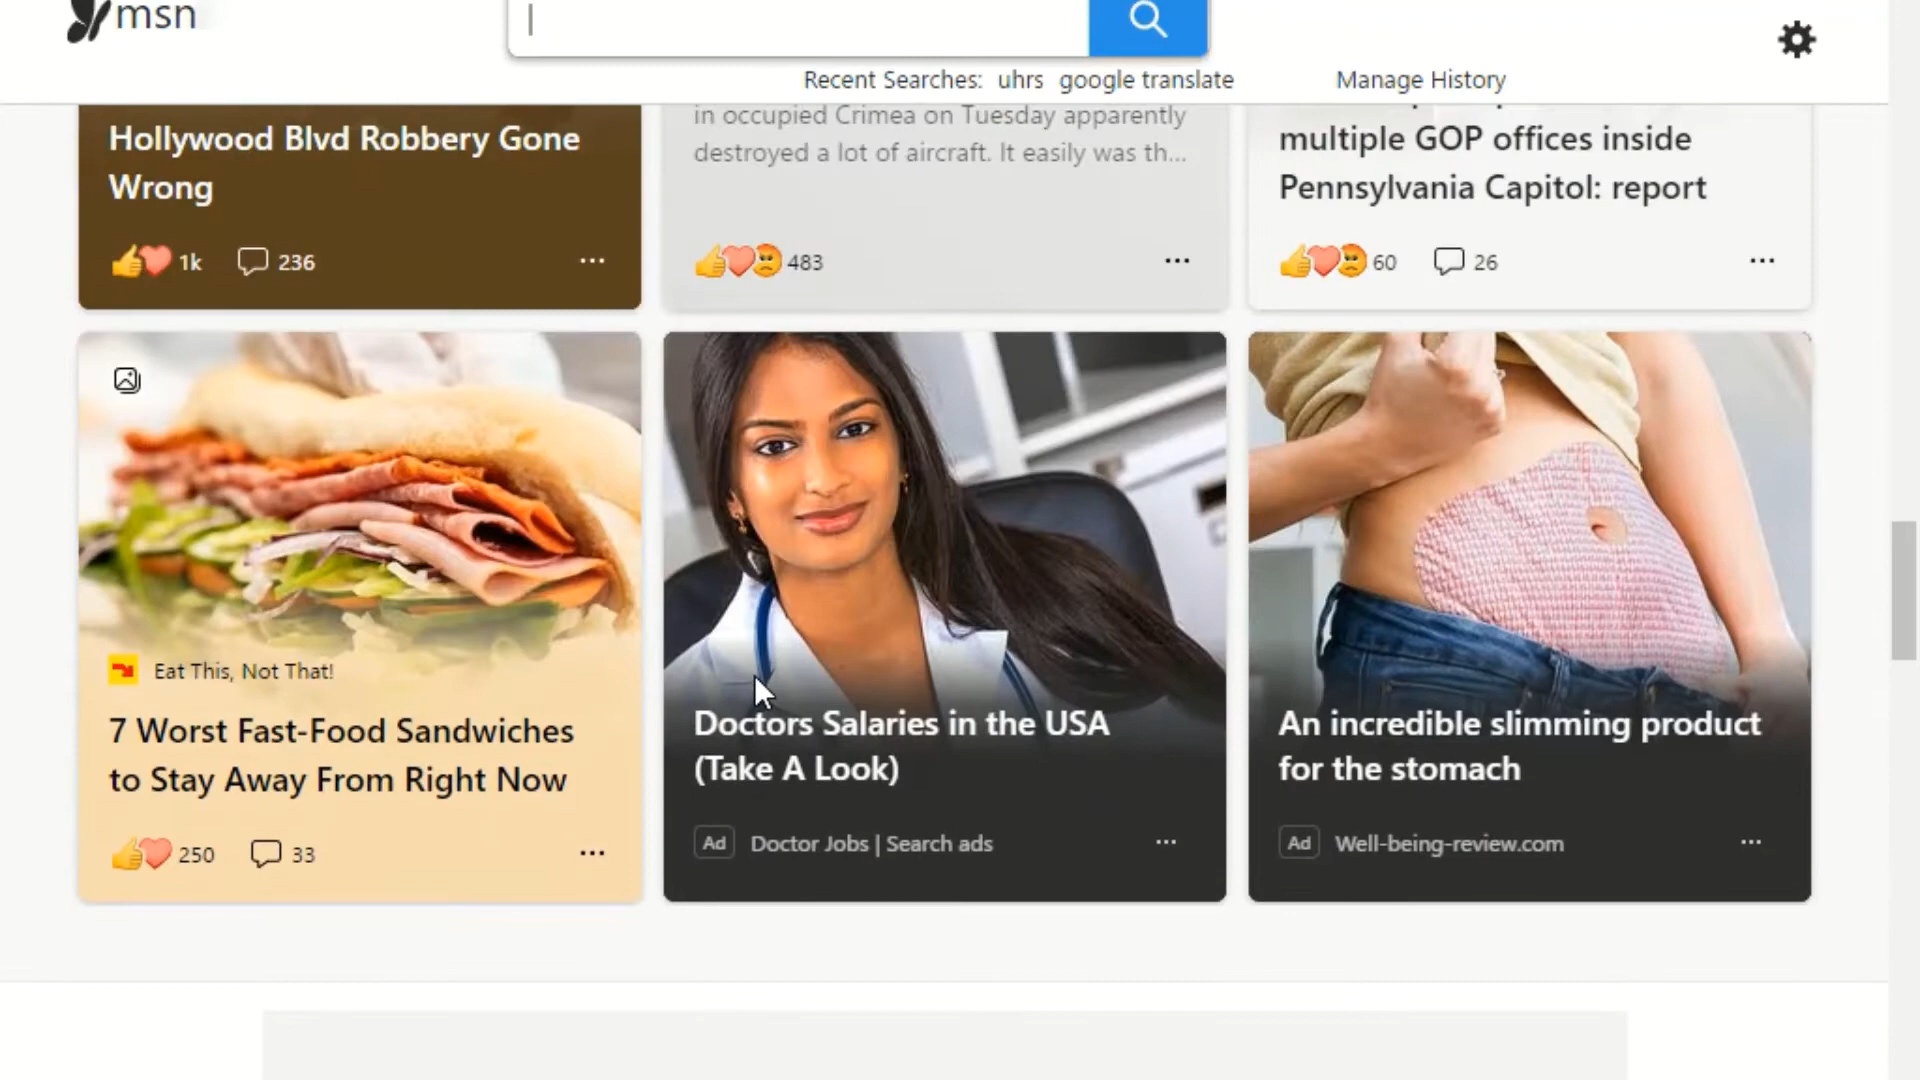 msn
Recent Searches: uhrs google translate Manage History
Hollywood Blvd Robbery Gone
Wrong
1k 236
in occupied Crimea on Tuesday apparently
destroyed a lot of aircraft. It easily was th...
483
multiple GOP offices inside
Pennsylvania Capitol: report
60 26
Eat This, Not That!
7 Worst Fast-Food Sandwiches
to Stay Away From Right Now
250 33
Doctors Salaries in the USA
(Take A Look)
Ad Doctor Jobs | Search ads
An incredible slimming product
for the stomach
Ad Well-being-review.com